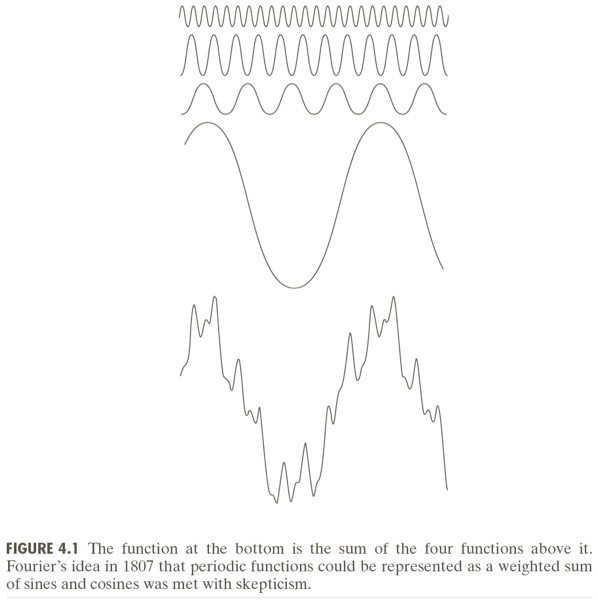 FIGURE 4.1 The function at the bottom is the sum of the four functions above it.
Fourier’s idea in 1807 that periodic functions could be represented as a weighted sum
of sines and cosines was met with skepticism.